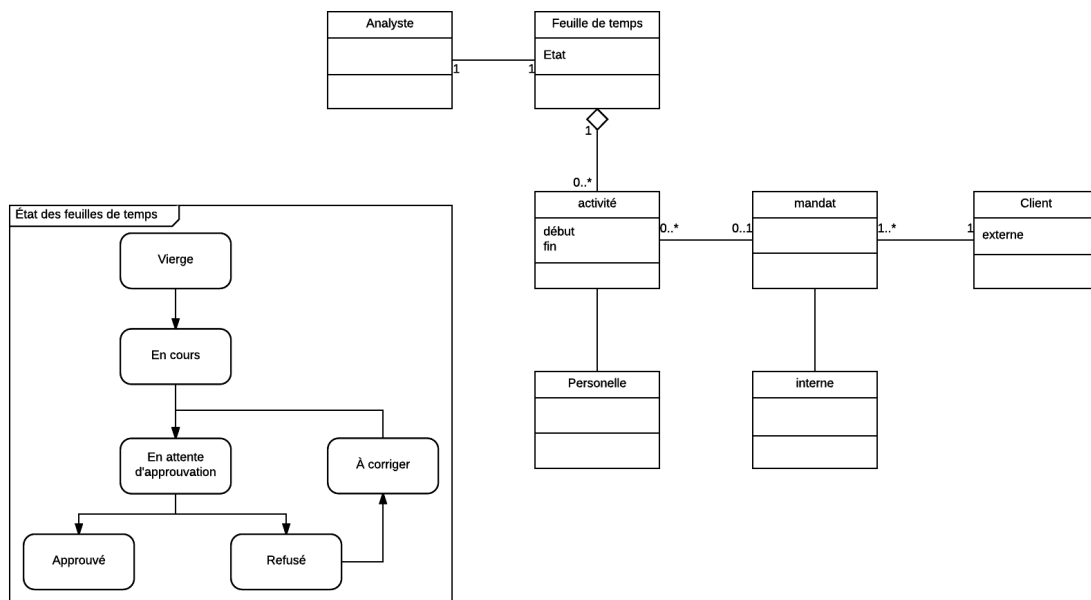 Analyste
Feuille de temps
Etat
1
1
1
0..*
activité
début
fin
0..*
0..1
mandat
1..*
1
Client
externe
Personelle
interne
État des feuilles de temps
Vierge
En cours
En attente
d'approuvation
À corriger
Approuvé
Refusé